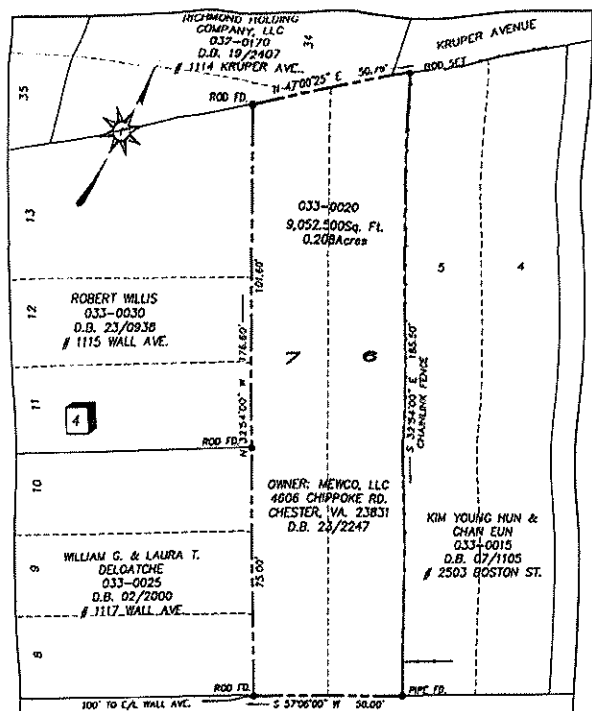 RICHMOND HOLDING
COMPANY, LLC
037-0170
D.B. 19/2407
# 1114 KRUPER AVE.
34
KRUPER AVENUE
35
ROD FD.
N 47°00'25" E 50.78'
ROD SET
033-0020
9,052.500Sq. Ft.
0.208Acres
13
5
4
12
ROBERT WILLIS
033-0030
D.B. 23/0938
# 1115 WALL AVE.
101.60'
N 32°54'00" W 176.60'
7
6
S 32°54'00" E 185.50'
CHAINLINK FENCE
11
4
ROD FD.
10
OWNER: MEWCO, LLC
4606 CHIPPOKE RD.
CHESTER, VA. 23831
D.B. 23/2247
KIM YOUNG HUN &
CHAN EUN
033-0015
D.B. 07/1105
# 2503 BOSTON ST.
9
WILLIAM G. & LAURA T.
DELOATCHE
033-0025
D.B. 02/2000
# 1117 WALL AVE.
75.00'
8
ROD FD.
PIPE FD.
100' TO C/L WALL AVE.
S 57°06'00" W 50.00'